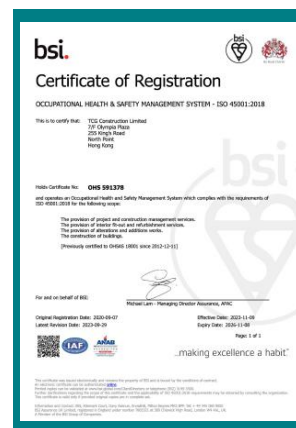 bsi.
bsi
Certificate of Registration
OCCUPATIONAL HEALTH & SAFETY MANAGEMENT SYSTEM - ISO 45001:2018
This is to certify that: TCG Construction Limited
7/F Olympia Plaza
255 King's Road
North Point
Hong Kong
Holds Certificate No: OHS 591378
and operates an Occupational Health and Safety Management System which complies with the requirements of
ISO 45001:2018 for the following scope:
The provision of project and construction management services.
The provision of interior fit-out and refurbishment services.
The provision of alterations and additions works.
The construction of buildings.
[Previously certified to OHSAS 18001 since 2012-12-11]
For and on behalf of BSI:
Michael Lam - Managing Director Assurance, APAC
Original Registration Date: 2020-09-07 Effective Date: 2023-11-09
Latest Revision Date: 2023-09-29 Expiry Date: 2026-11-08
Page: 1 of 1
IAF
ANAB
...making excellence a habit.